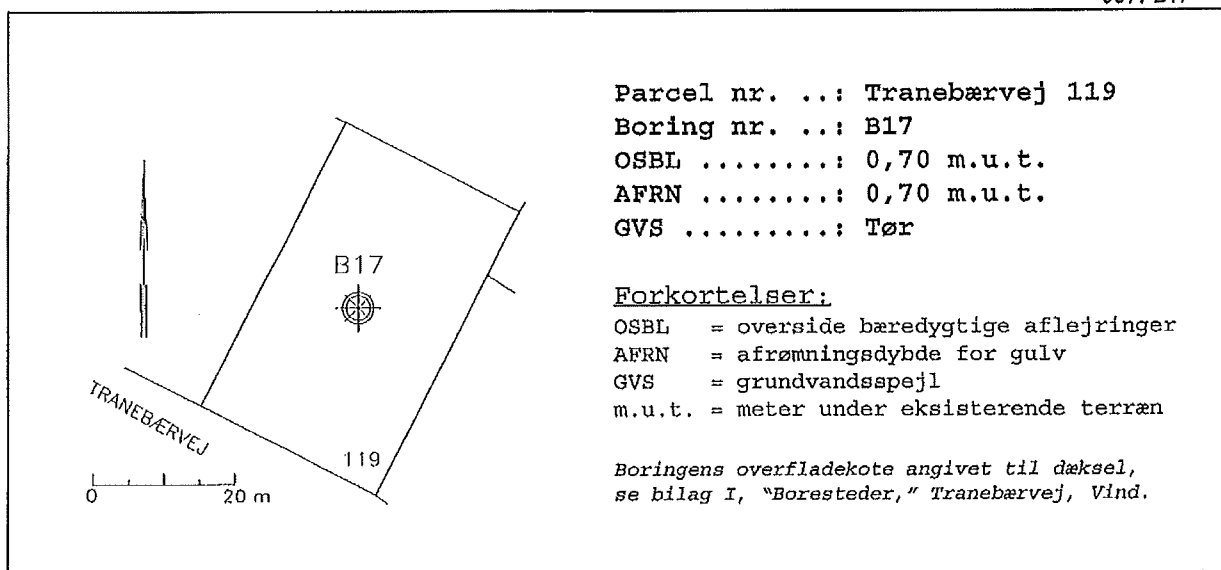 Parcel nr. ..: Tranebærvej 119
Boring nr. ..: B17
OSBL ........: 0,70 m.u.t.
AFRN ........: 0,70 m.u.t.
GVS .........: Tør
Forkortelser:
OSBL = overside bæredygtige aflejringer
AFRN = afrømningsdybde for gulv
GVS = grundvandsspejl
m.u.t. = meter under eksisterende terræn
Boringens overfladekote angivet til dæksel,
se bilag I, "Boresteder," Tranebærvej, Vind.
B17
TRANEBÆRVEJ
119
0 20 m